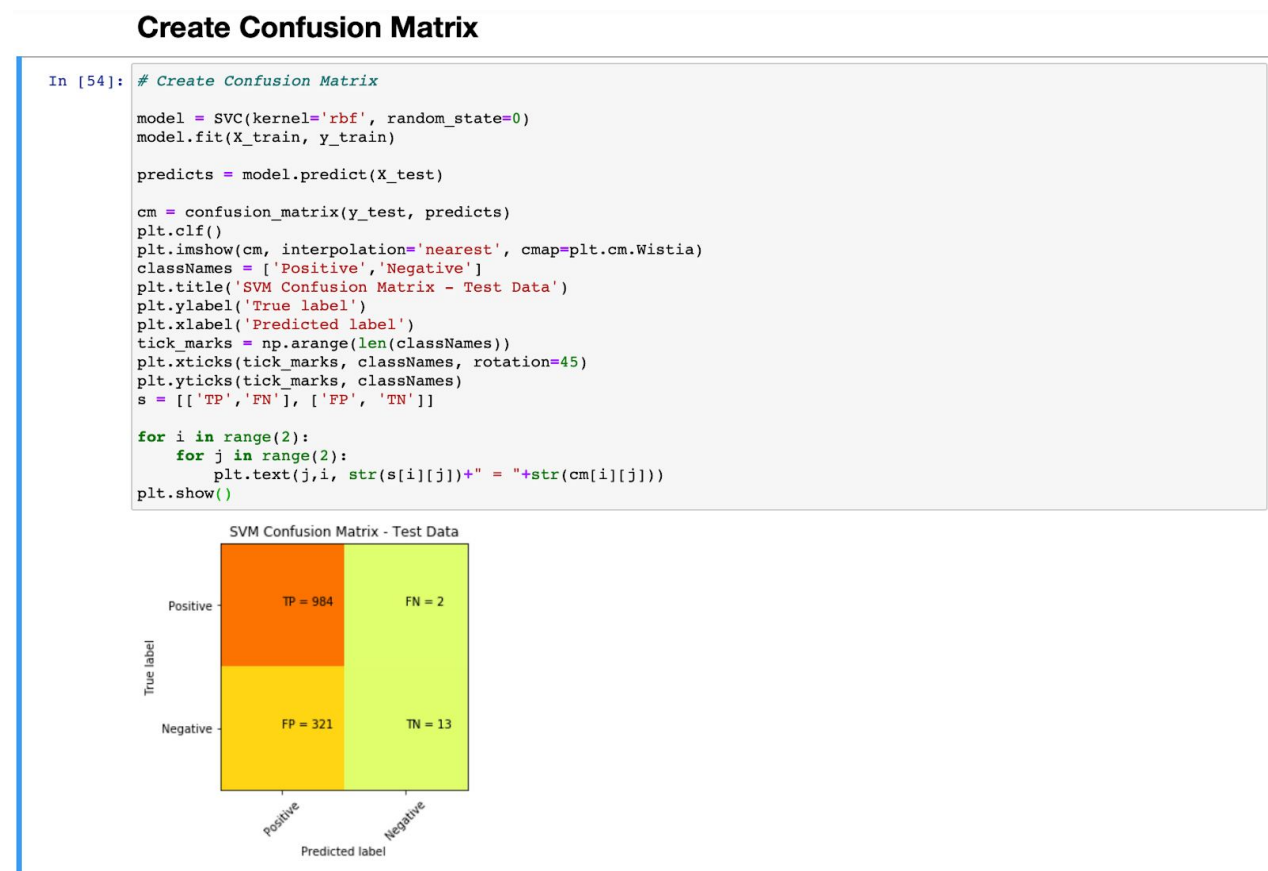 Create Confusion Matrix
In [54]: # Create Confusion Matrix
model = SVC(kernel='rbf', random_state=0)
model.fit(X_train, y_train)
predicts = model.predict(X_test)
cm = confusion_matrix(y_test, predicts)
plt.clf()
plt.imshow(cm, interpolation='nearest', cmap=plt.cm.Wistia)
classNames = ['Positive','Negative']
plt.title('SVM Confusion Matrix - Test Data')
plt.ylabel('True label')
plt.xlabel('Predicted label')
tick_marks = np.arange(len(classNames))
plt.xticks(tick_marks, classNames, rotation=45)
plt.yticks(tick_marks, classNames)
s = [['TP','FN'], ['FP', 'TN']]
for i in range(2):
    for j in range(2):
        plt.text(j,i, str(s[i][j])+" = "+str(cm[i][j]))
plt.show()
SVM Confusion Matrix - Test Data
True label
Positive
TP = 984
FN = 2
Negative
FP = 321
TN = 13
Positive
Negative
Predicted label